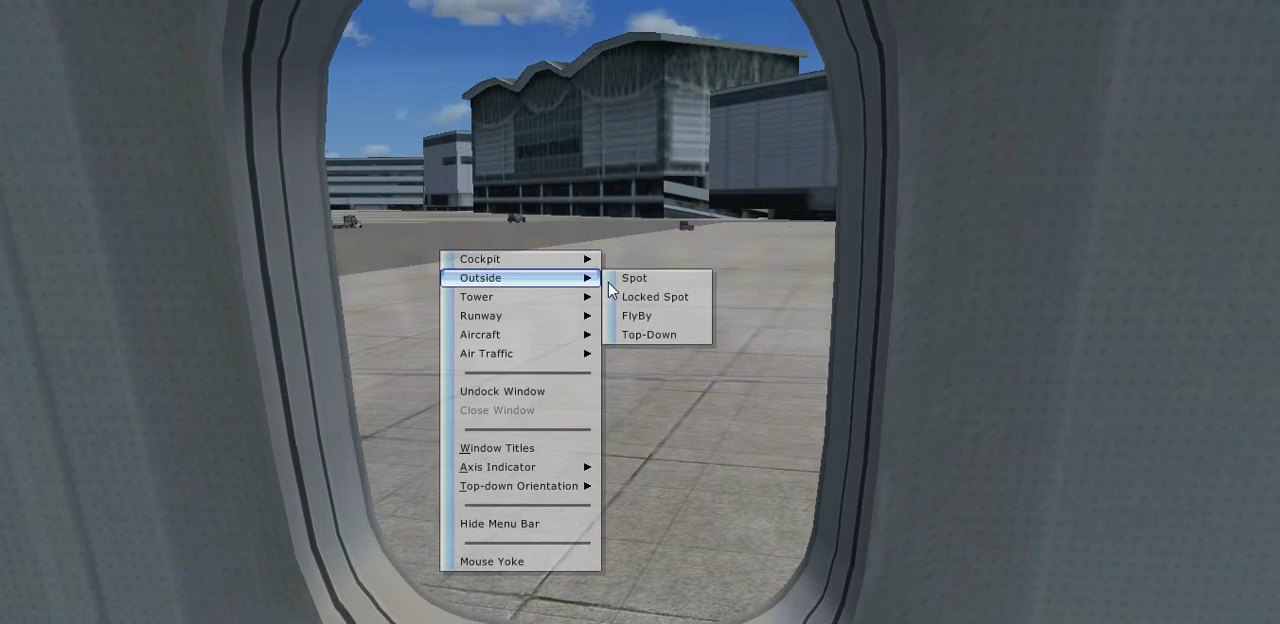 Cockpit
Outside
Spot
Tower
Locked Spot
Runway
FlyBy
Aircraft
Top-Down
Air Traffic
Undock Window
Close Window
Window Titles
Axis Indicator
Top-down Orientation
Hide Menu Bar
Mouse Yoke